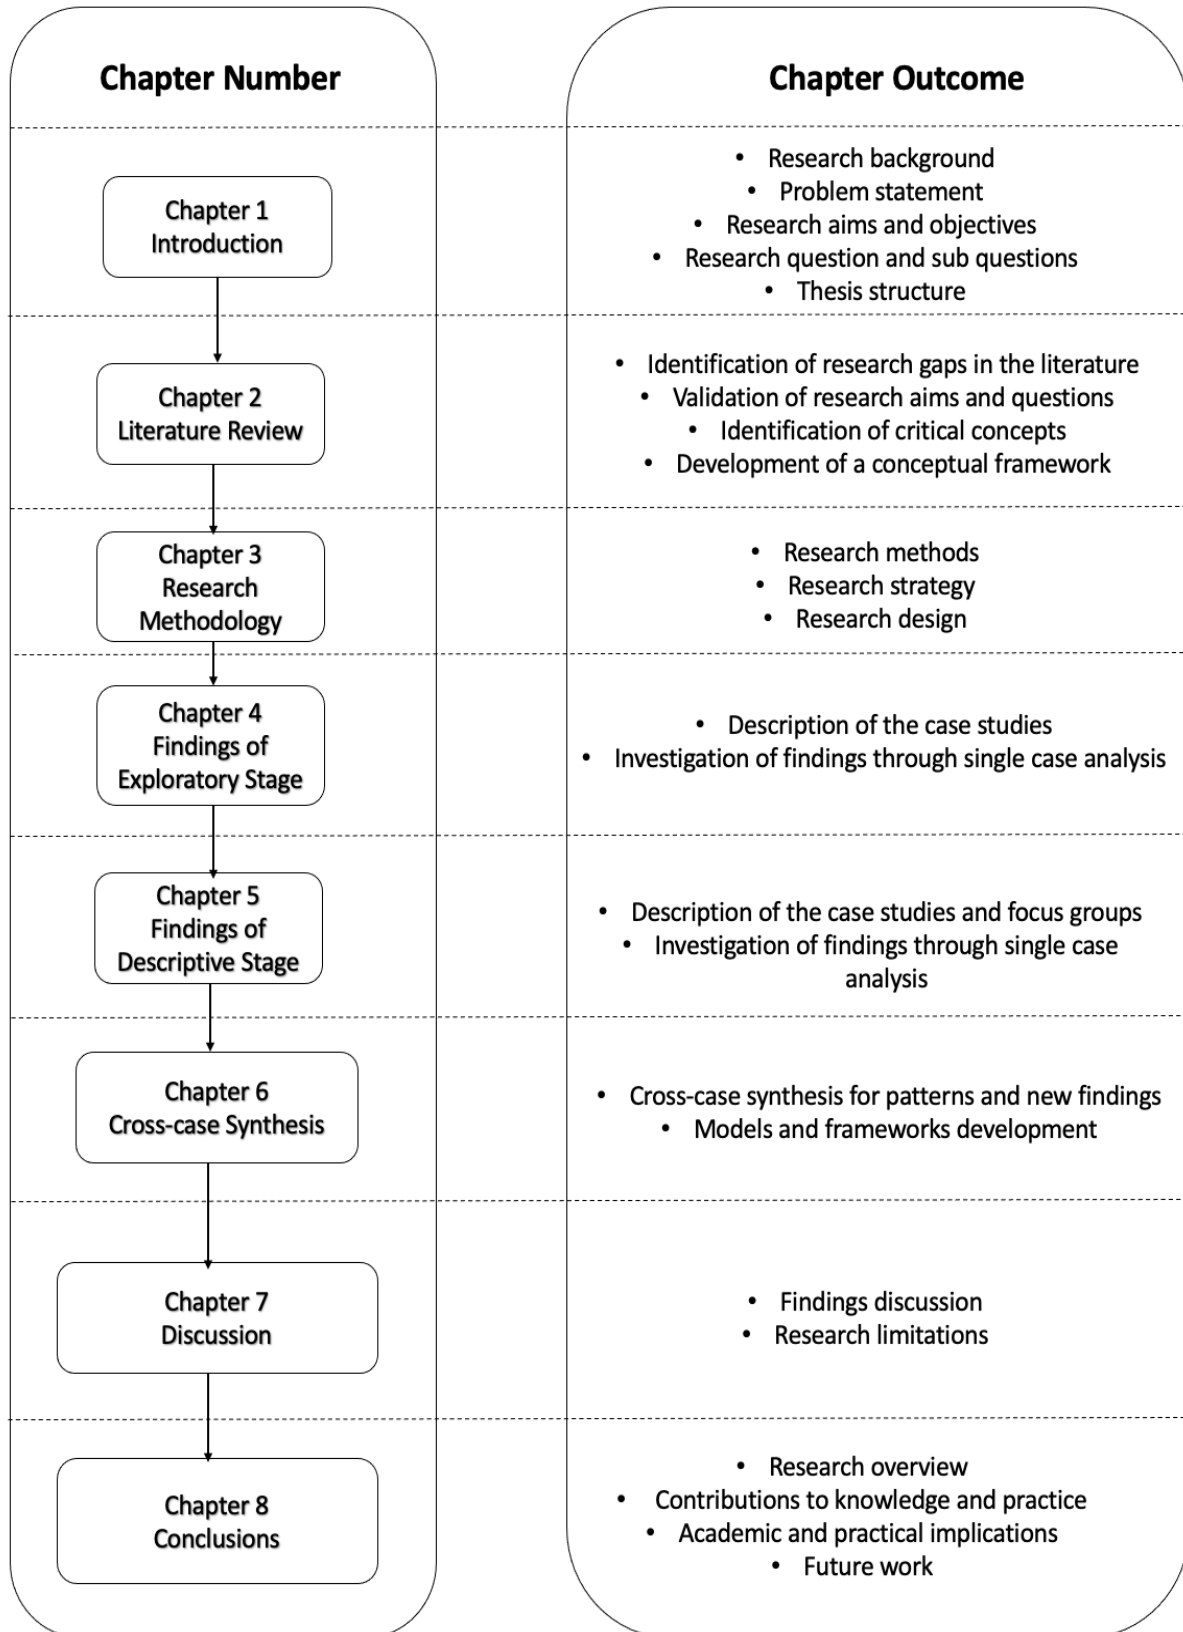 Chapter Number
Chapter Outcome
Chapter 1
Introduction
• Research background
• Problem statement
• Research aims and objectives
• Research question and sub questions
• Thesis structure
Chapter 2
Literature Review
• Identification of research gaps in the literature
• Validation of research aims and questions
• Identification of critical concepts
• Development of a conceptual framework
Chapter 3
Research
Methodology
• Research methods
• Research strategy
• Research design
Chapter 4
Findings of
Exploratory Stage
• Description of the case studies
• Investigation of findings through single case analysis
Chapter 5
Findings of
Descriptive Stage
• Description of the case studies and focus groups
• Investigation of findings through single case
analysis
Chapter 6
Cross-case Synthesis
• Cross-case synthesis for patterns and new findings
• Models and frameworks development
Chapter 7
Discussion
• Findings discussion
• Research limitations
Chapter 8
Conclusions
• Research overview
• Contributions to knowledge and practice
• Academic and practical implications
• Future work